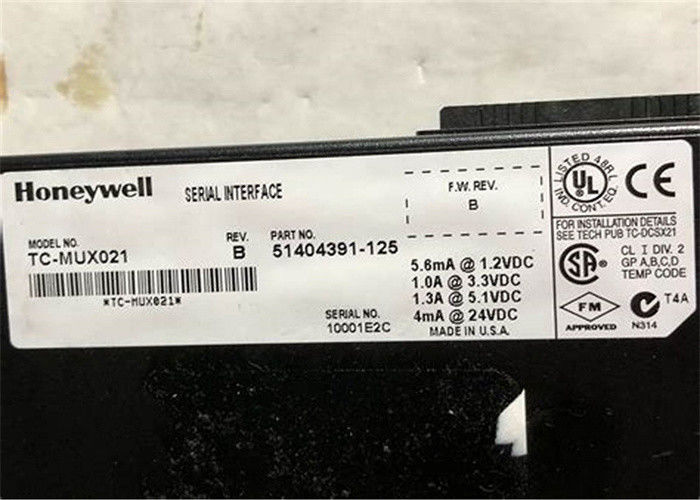 Honeywell
SERIAL INTERFACE
MODEL NO.
TC-MUX021
REV.
B
PART NO.
51404391-125
*TC-MUX021*
SERIAL NO.
10001E2C
F.W. REV.
B
5.6mA @ 1.2VDC
1.0A @ 3.3VDC
1.3A @ 5.1VDC
4mA @ 24VDC
MADE IN U.S.A.
LISTED 48RL
UL
IND. CONT. EQ.
CE
FOR INSTALLATION DETAILS
SEE TECH PUB TC-DCSX21
SA
CL I DIV. 2
GP A,B,C,D
TEMP CODE
T4A
FM
APPROVED
N314